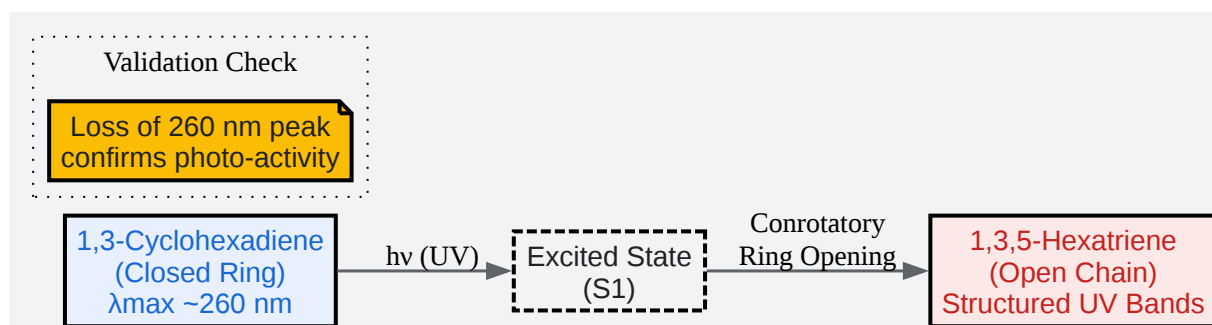 Validation Check
Loss of 260 nm peak
confirms photo-activity
1,3-Cyclohexadiene
(Closed Ring)
λmax ~260 nm
hν (UV)
Excited State
(S1)
Conrotatory
Ring Opening
1,3,5-Hexatriene
(Open Chain)
Structured UV Bands